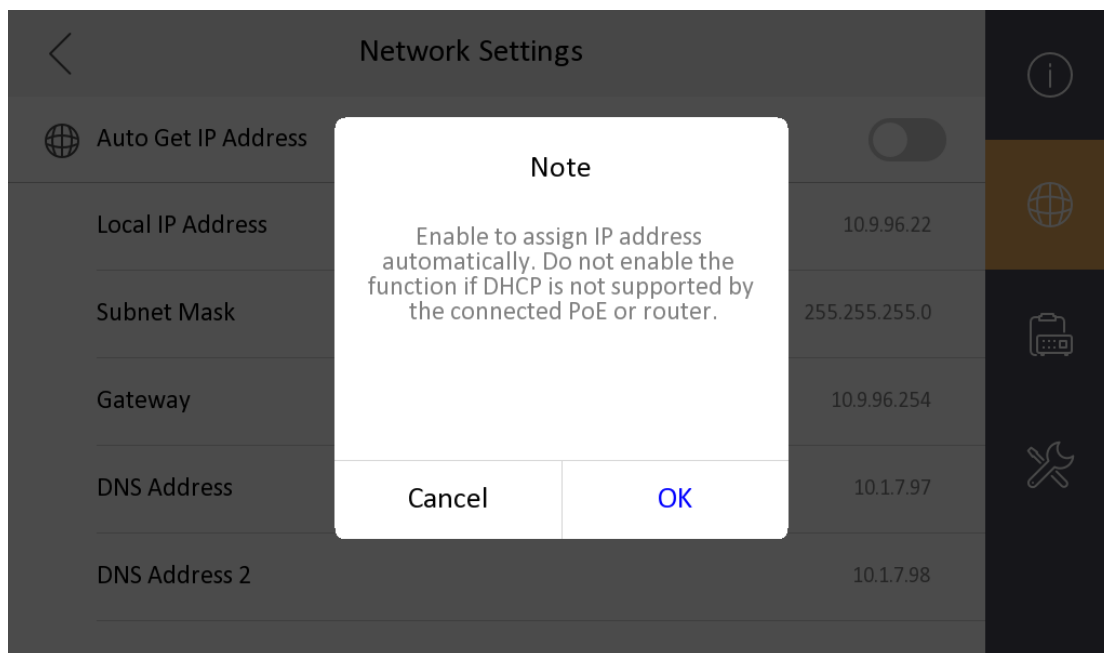 Network Settings
Auto Get IP Address
Note
Local IP Address
10.9.96.22
Enable to assign IP address
automatically. Do not enable the
function if DHCP is not supported by
the connected PoE or router.
Subnet Mask
255.255.255.0
Gateway
10.9.96.254
DNS Address
10.1.7.97
Cancel
OK
DNS Address 2
10.1.7.98